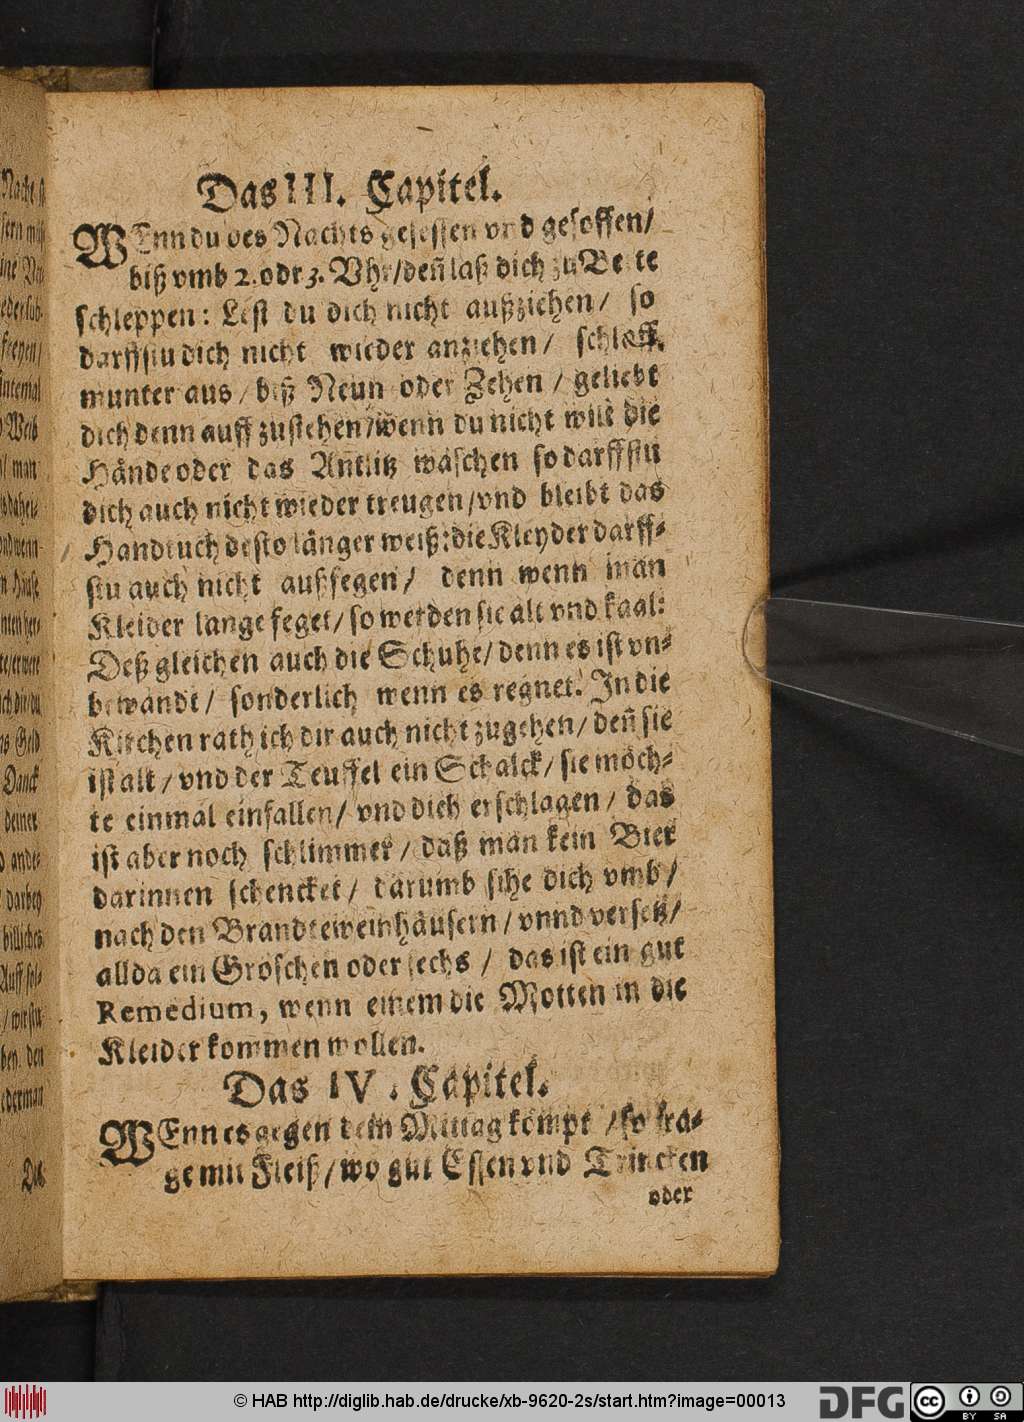 Das III. Capitel.
WEnn du des Nachts gesessen vnd gesoffen/
biß vmb 2. odr 3. Vhr/ deñ laß dich zu Bette
schleppen: Lest du dich nicht außziehen/ so
darffstu dich nicht wieder anziehen/ schlaff
munter aus/ biß Neun oder Zehen/ geliebt
dich denn auff zustehen/ wenn du nicht wilt die
Hände oder das Antlitz waschen so darffstu
dich auch nicht wieder treugen/ vnd bleibt das
Handtuch desto länger weiß: die Kleyder darff-
stu auch nicht außfegen/ denn wenn man
Kleider lange feget/ so werden sie alt vnd kaal:
Deßgleichen auch die Schuhe/ denn es ist vn-
bewandt/ sonderlich wenn es regnet. In die
Kirchen rath ich dir auch nicht zugehen/ deñ sie
ist alt/ vnd der Teuffel ein Schalck/ sie möch-
te einmal einfallen/ vnd dich erschlagen/ das
ist aber noch schlimmer/ daß man kein Bier
darinnen schencket/ darumb sihe dich vmb/
nach den Brandteweinhäusern/ vnnd versetz/
allda ein Groschen oder sechs/ das ist ein gut
Remedium, wenn einem die Motten in die
Kleider kommen wollen.
Das IV. Capitel.
WEnn es gegen dem Mittag kömpt/ so fra-
ge mit Fleiß/ wo gut Essen vnd Trincken
oder
© HAB http://diglib.hab.de/drucke/xb-9620-2s/start.htm?image=00013
DFG
cc
BY SA